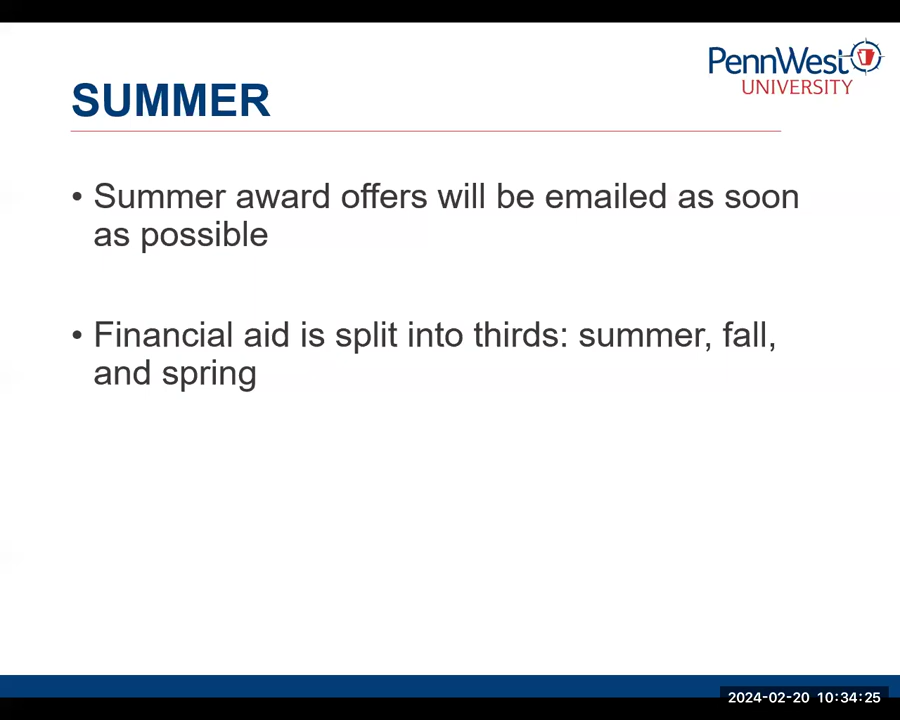 PennWest
UNIVERSITY
SUMMER
• Summer award offers will be emailed as soon
as possible
• Financial aid is split into thirds: summer, fall,
and spring
2024-02-20 10:34:25